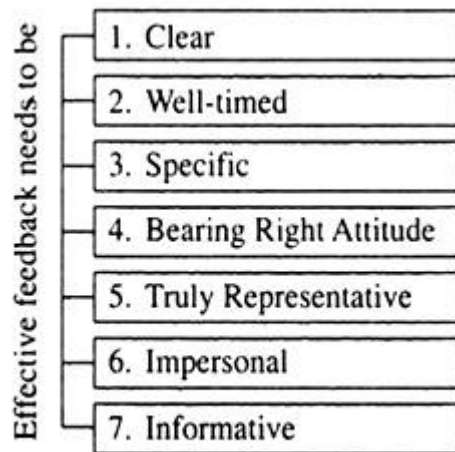 Effective feedback needs to be
1. Clear
2. Well-timed
3. Specific
4. Bearing Right Attitude
5. Truly Representative
6. Impersonal
7. Informative